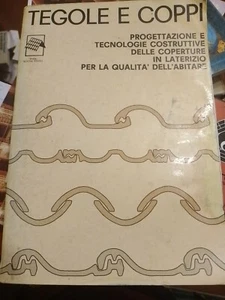 TEGOLE E COPPI
PROGETTAZIONE E
TECNOLOGIE COSTRUTTIVE
DELLE COPERTURE
IN LATERIZIO
PER LA QUALITA' DELL'ABITARE